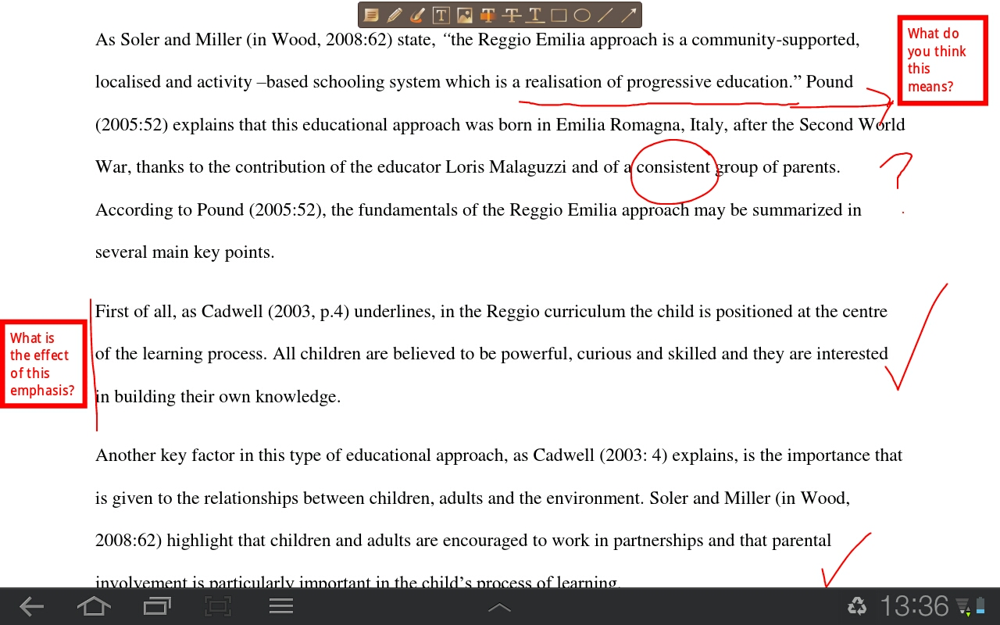 As Soler and Miller (in Wood, 2008:62) state, “the Reggio Emilia approach is a community-supported,
localised and activity –based schooling system which is a realisation of progressive education.” Pound
(2005:52) explains that this educational approach was born in Emilia Romagna, Italy, after the Second World
War, thanks to the contribution of the educator Loris Malaguzzi and of a consistent group of parents.
According to Pound (2005:52), the fundamentals of the Reggio Emilia approach may be summarized in
several main key points.
What do
you think
this
means?
?
First of all, as Cadwell (2003, p.4) underlines, in the Reggio curriculum the child is positioned at the centre
of the learning process. All children are believed to be powerful, curious and skilled and they are interested
in building their own knowledge.
What is
the effect
of this
emphasis?
Another key factor in this type of educational approach, as Cadwell (2003: 4) explains, is the importance that
is given to the relationships between children, adults and the environment. Soler and Miller (in Wood,
2008:62) highlight that children and adults are encouraged to work in partnerships and that parental
involvement is particularly important in the child’s process of learning.
13:36